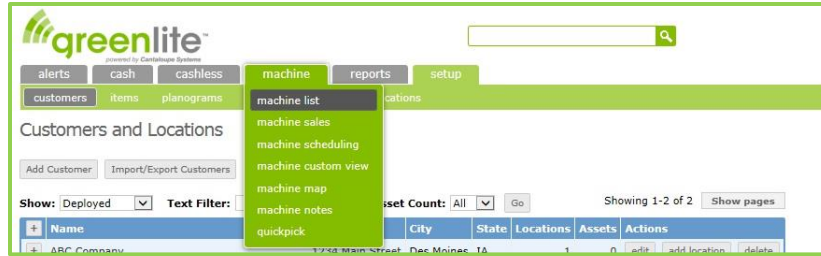 greenlite™
powered by Cantaloupe Systems
alerts cash cashless machine reports setup
customers items planograms cations
machine list
machine sales
machine scheduling
machine custom view
machine map
machine notes
quickpick
Customers and Locations
Add Customer Import/Export Customers
Show: Deployed Text Filter: sset Count: All Go Showing 1-2 of 2 Show pages
+ Name City State Locations Assets Actions
+ ABC Company 1234 Main Street Des Moines IA 1 0 edit add location delete